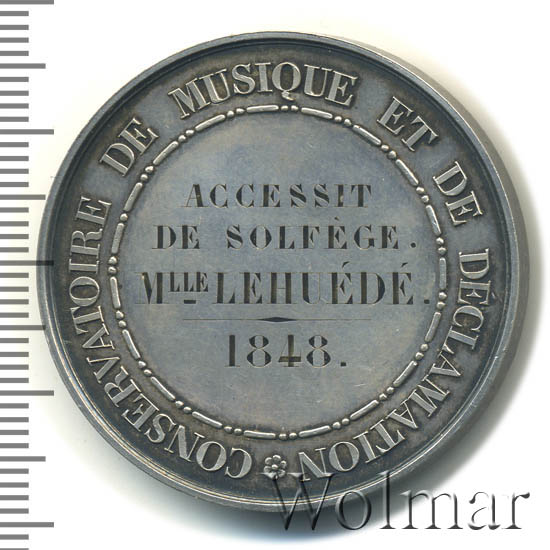 CONSERVATOIRE DE MUSIQUE ET DE DÉCLAMATION
ACCESSIT
DE SOLFÈGE.
MLLE LEHUÉDÉ.
1848.
Wolmar